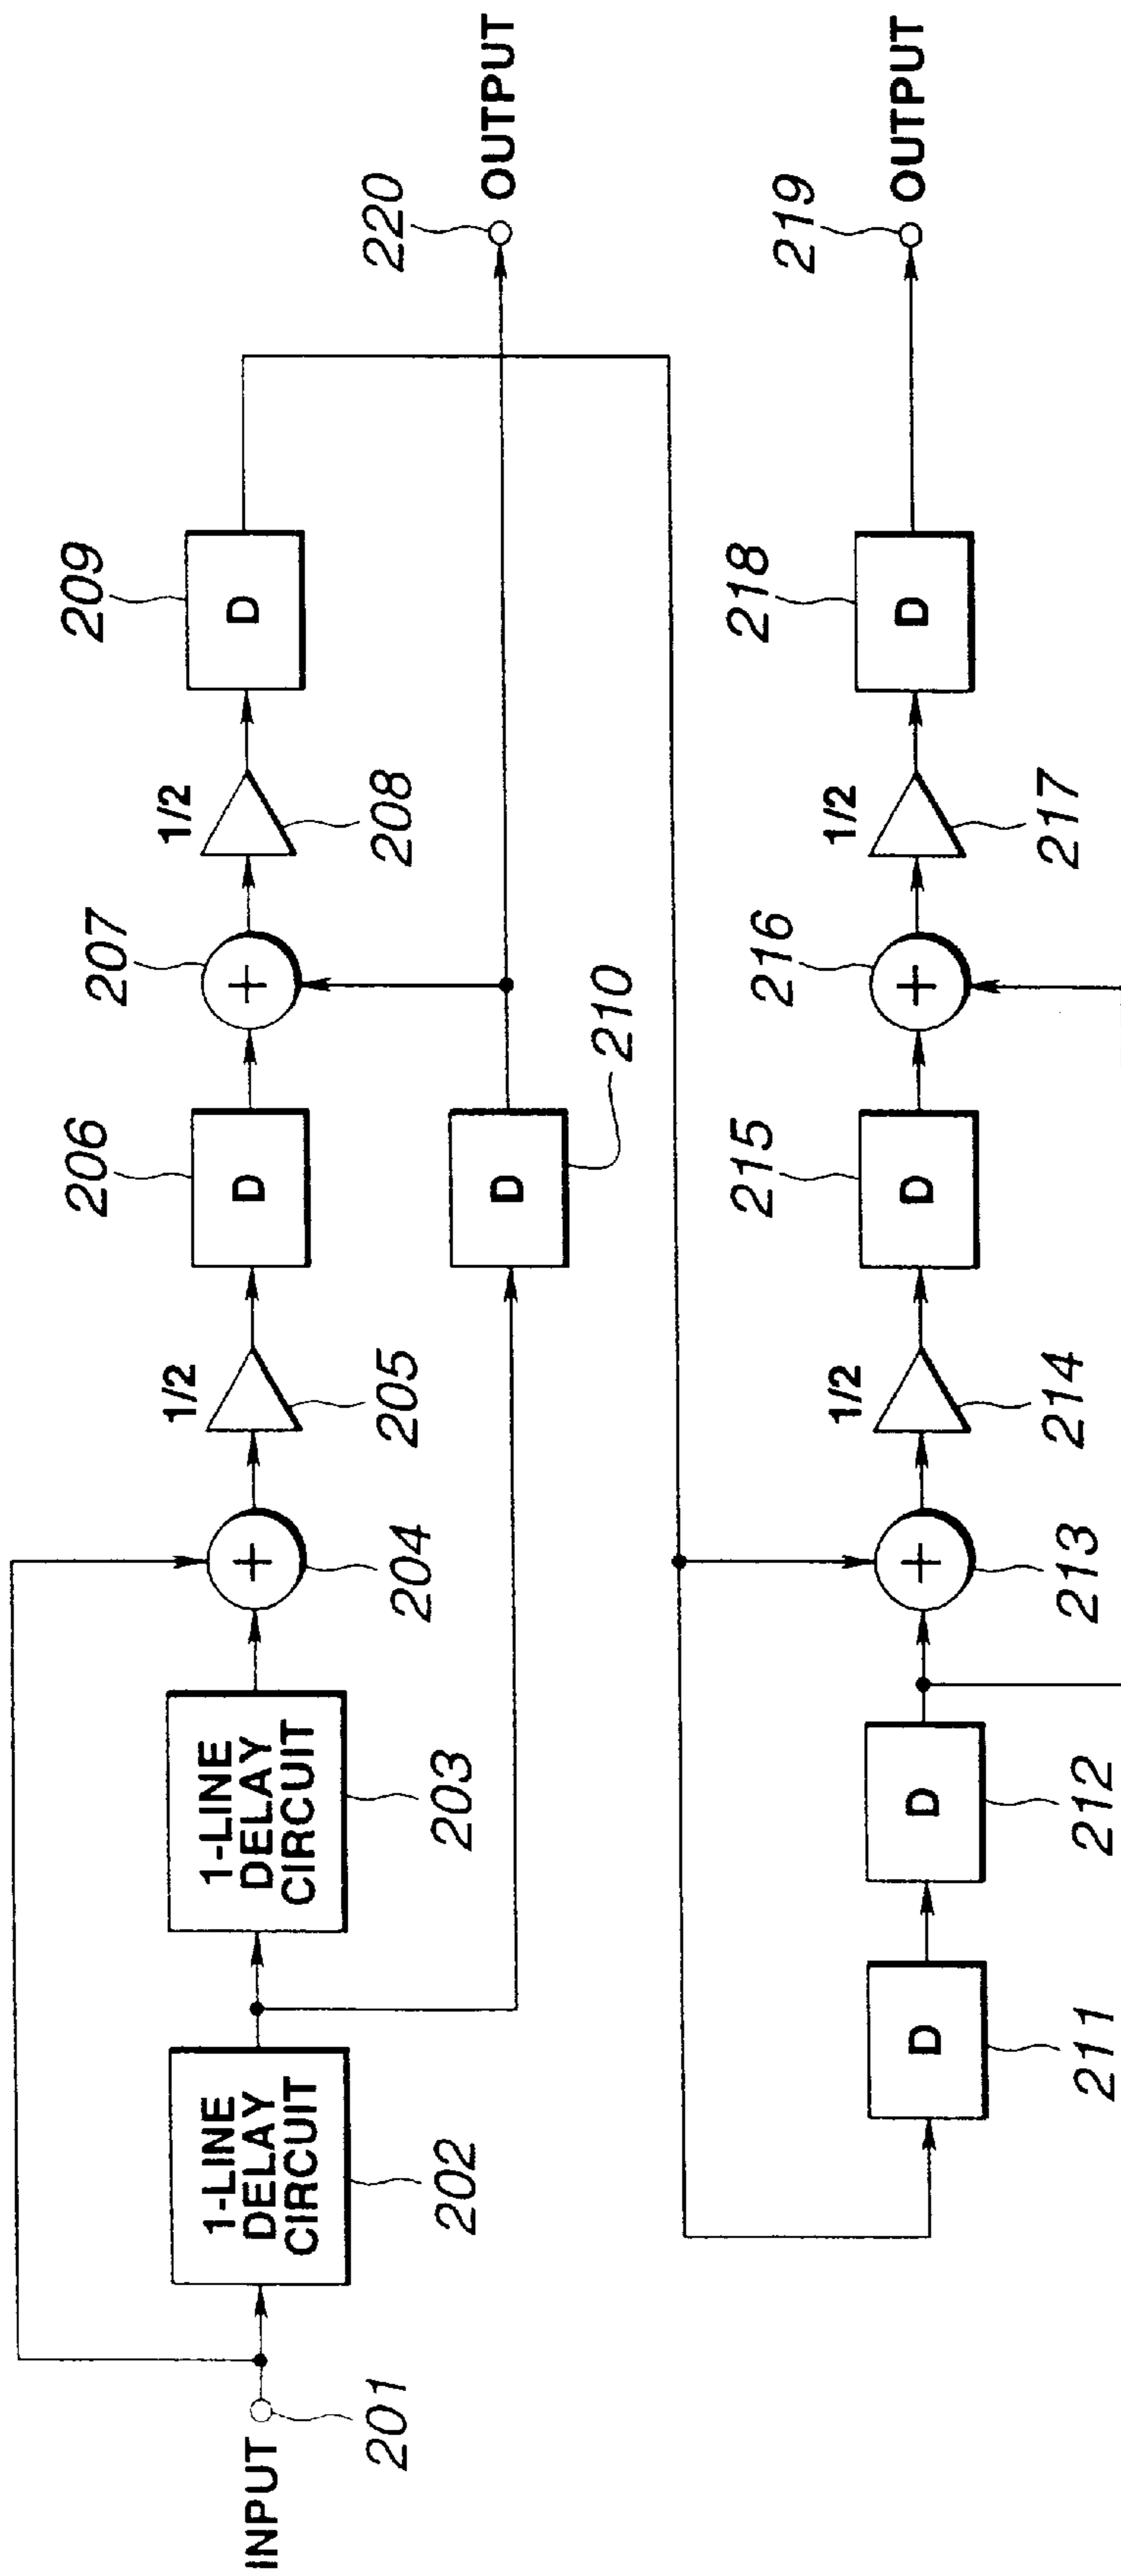 INPUT
201
1-LINE
DELAY
CIRCUIT
202
1-LINE
DELAY
CIRCUIT
203
+
204
1/2
205
D
206
+
207
1/2
208
D
209
D
210
220
OUTPUT
D
211
D
212
+
213
1/2
214
D
215
+
216
1/2
217
D
218
219
OUTPUT